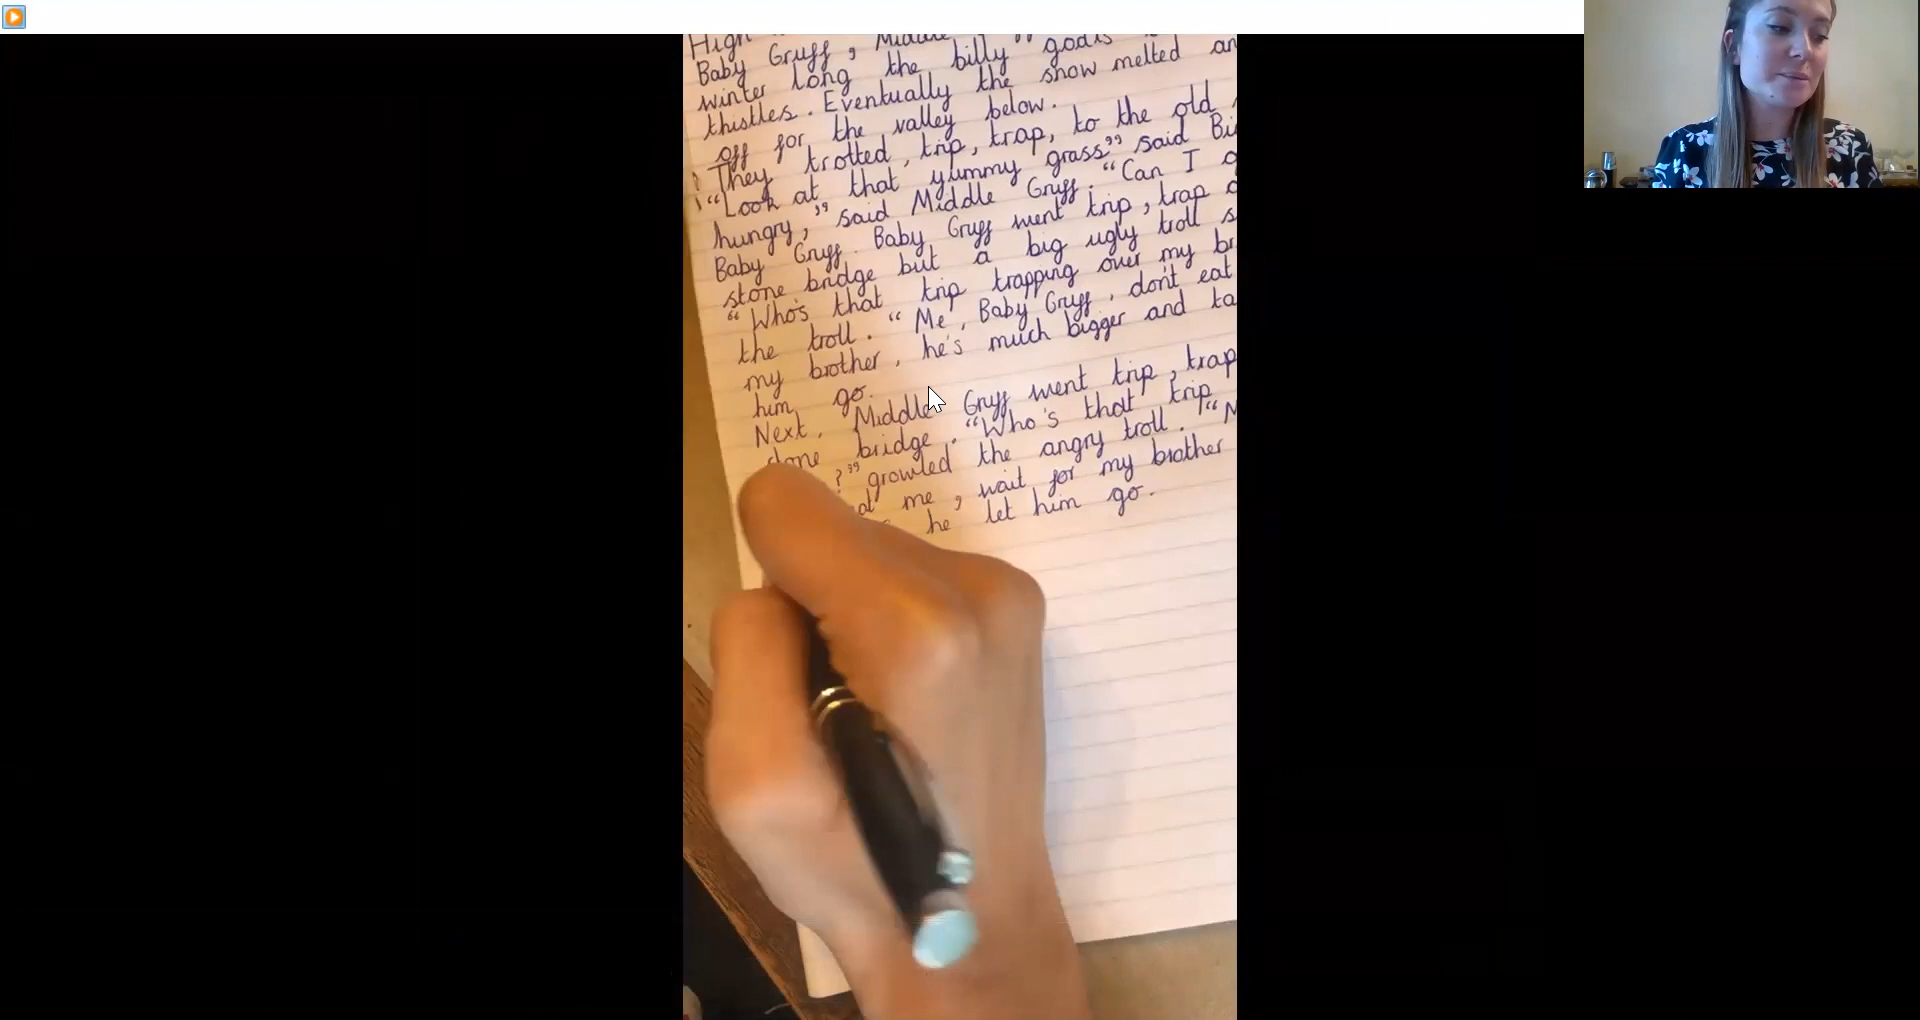 High
Baby Gruff, Middle
winter long the billy goats
thistles. Eventually the snow melted an
off for the valley below.
They trotted, trip, trap, to the old
"Look at that yummy grass" said Bi
hungry," said Middle Gruff. "Can I g
Baby Gruff. Baby Gruff went trip, trap o
stone bridge but a big ugly troll s
"Who's that trip trapping over my br
the troll. "Me, Baby Gruff, don't eat
my brother, he's much bigger and ta
him go.
Next, Middle Gruff went trip, trap
stone bridge. "Who's that trip
?" growled the angry troll. "M
me, wait for my brother
he let him go.